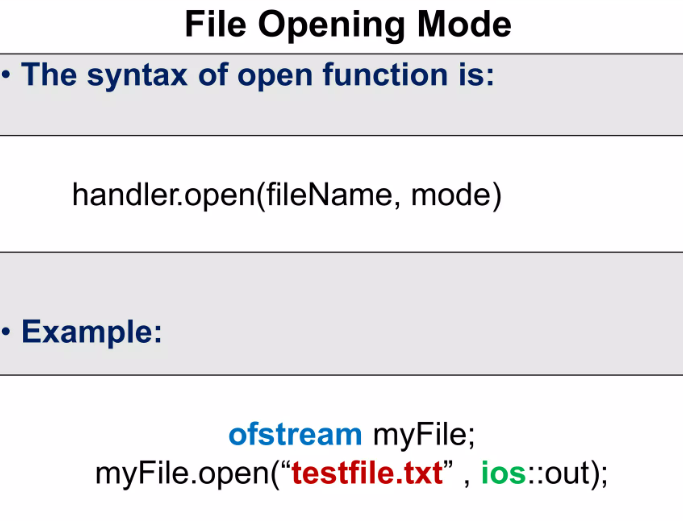 File Opening Mode
• The syntax of open function is:
handler.open(fileName, mode)
• Example:
ofstream myFile;
myFile.open(“testfile.txt” , ios::out);